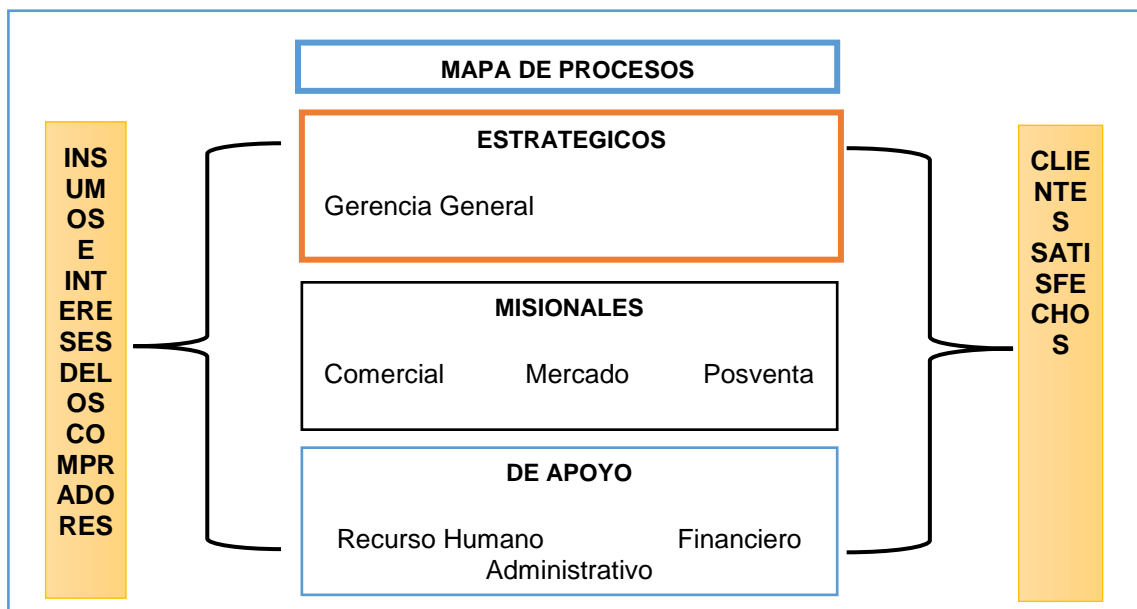 MAPA DE PROCESOS
INS
UM
OS
E
INT
ERE
SES
DEL
OS
CO
MPR
ADO
RES
ESTRATEGICOS
Gerencia General
MISIONALES
Comercial Mercado Posventa
DE APOYO
Recurso Humano Financiero
Administrativo
CLIE
NTE
S
SATI
SFE
CHO
S